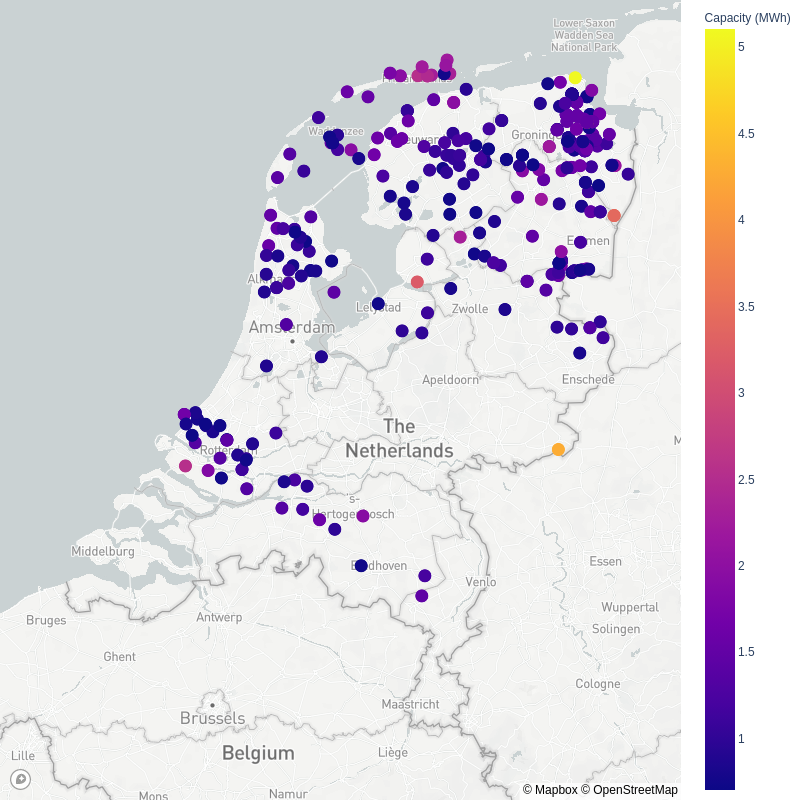 Capacity (MWh)
Lower Saxon
Wadden Sea
National Park
5
4.5
4
3.5
3
2.5
2
1.5
1
Emmen
Lelystad
Zwolle
Amsterdam
Apeldoorn
Enschede
The
Netherlands
Rotterdam
's-
Hertogenbosch
Middelburg
Eindhoven
Essen
Venlo
Bruges
Antwerp
Wuppertal
Solingen
Ghent
Cologne
Maastricht
Brussels
Belgium
Lille
Liège
Mons
Namur
© Mapbox © OpenStreetMap